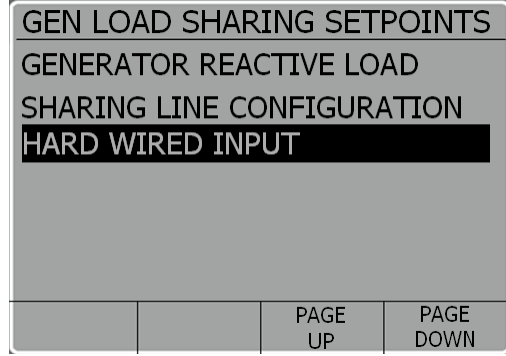 GEN LOAD SHARING SETPOINTS
GENERATOR REACTIVE LOAD
SHARING LINE CONFIGURATION
HARD WIRED INPUT
PAGE UP
PAGE DOWN